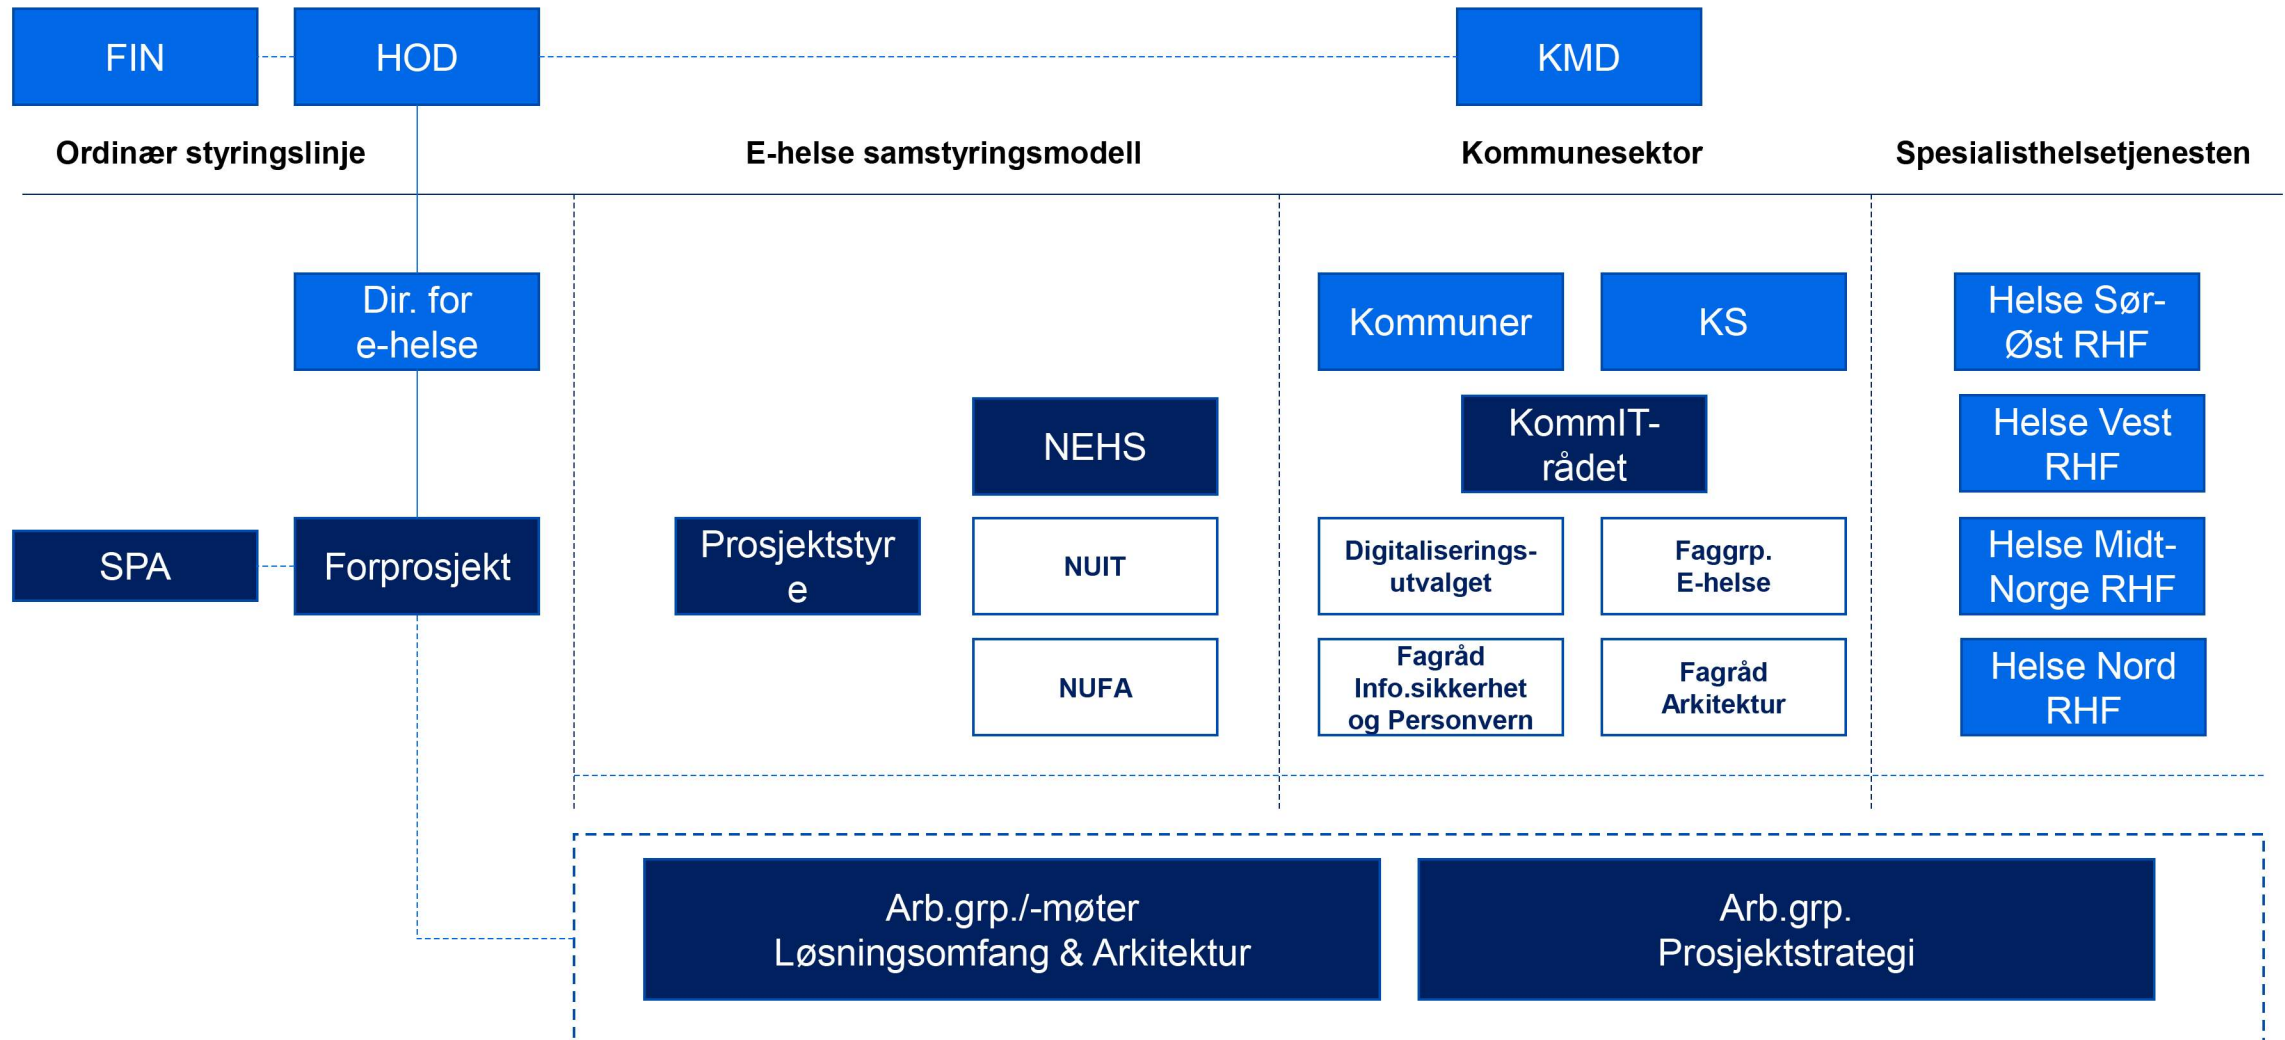 FIN
HOD
KMD
Ordinær styringslinje
E-helse samstyringsmodell
Kommunesektor
Spesialisthelsetjenesten
Dir. for
e-helse
Kommuner
KS
Helse Sør-
Øst RHF
NEHS
KommIT-
rådet
Helse Vest
RHF
SPA
Forprosjekt
Prosjektstyr
e
NUIT
Digitaliserings-
utvalget
Faggrp.
E-helse
Helse Midt-
Norge RHF
NUFA
Fagråd
Info.sikkerhet
og Personvern
Fagråd
Arkitektur
Helse Nord
RHF
Arb.grp./-møter
Løsningsomfang & Arkitektur
Arb.grp.
Prosjektstrategi